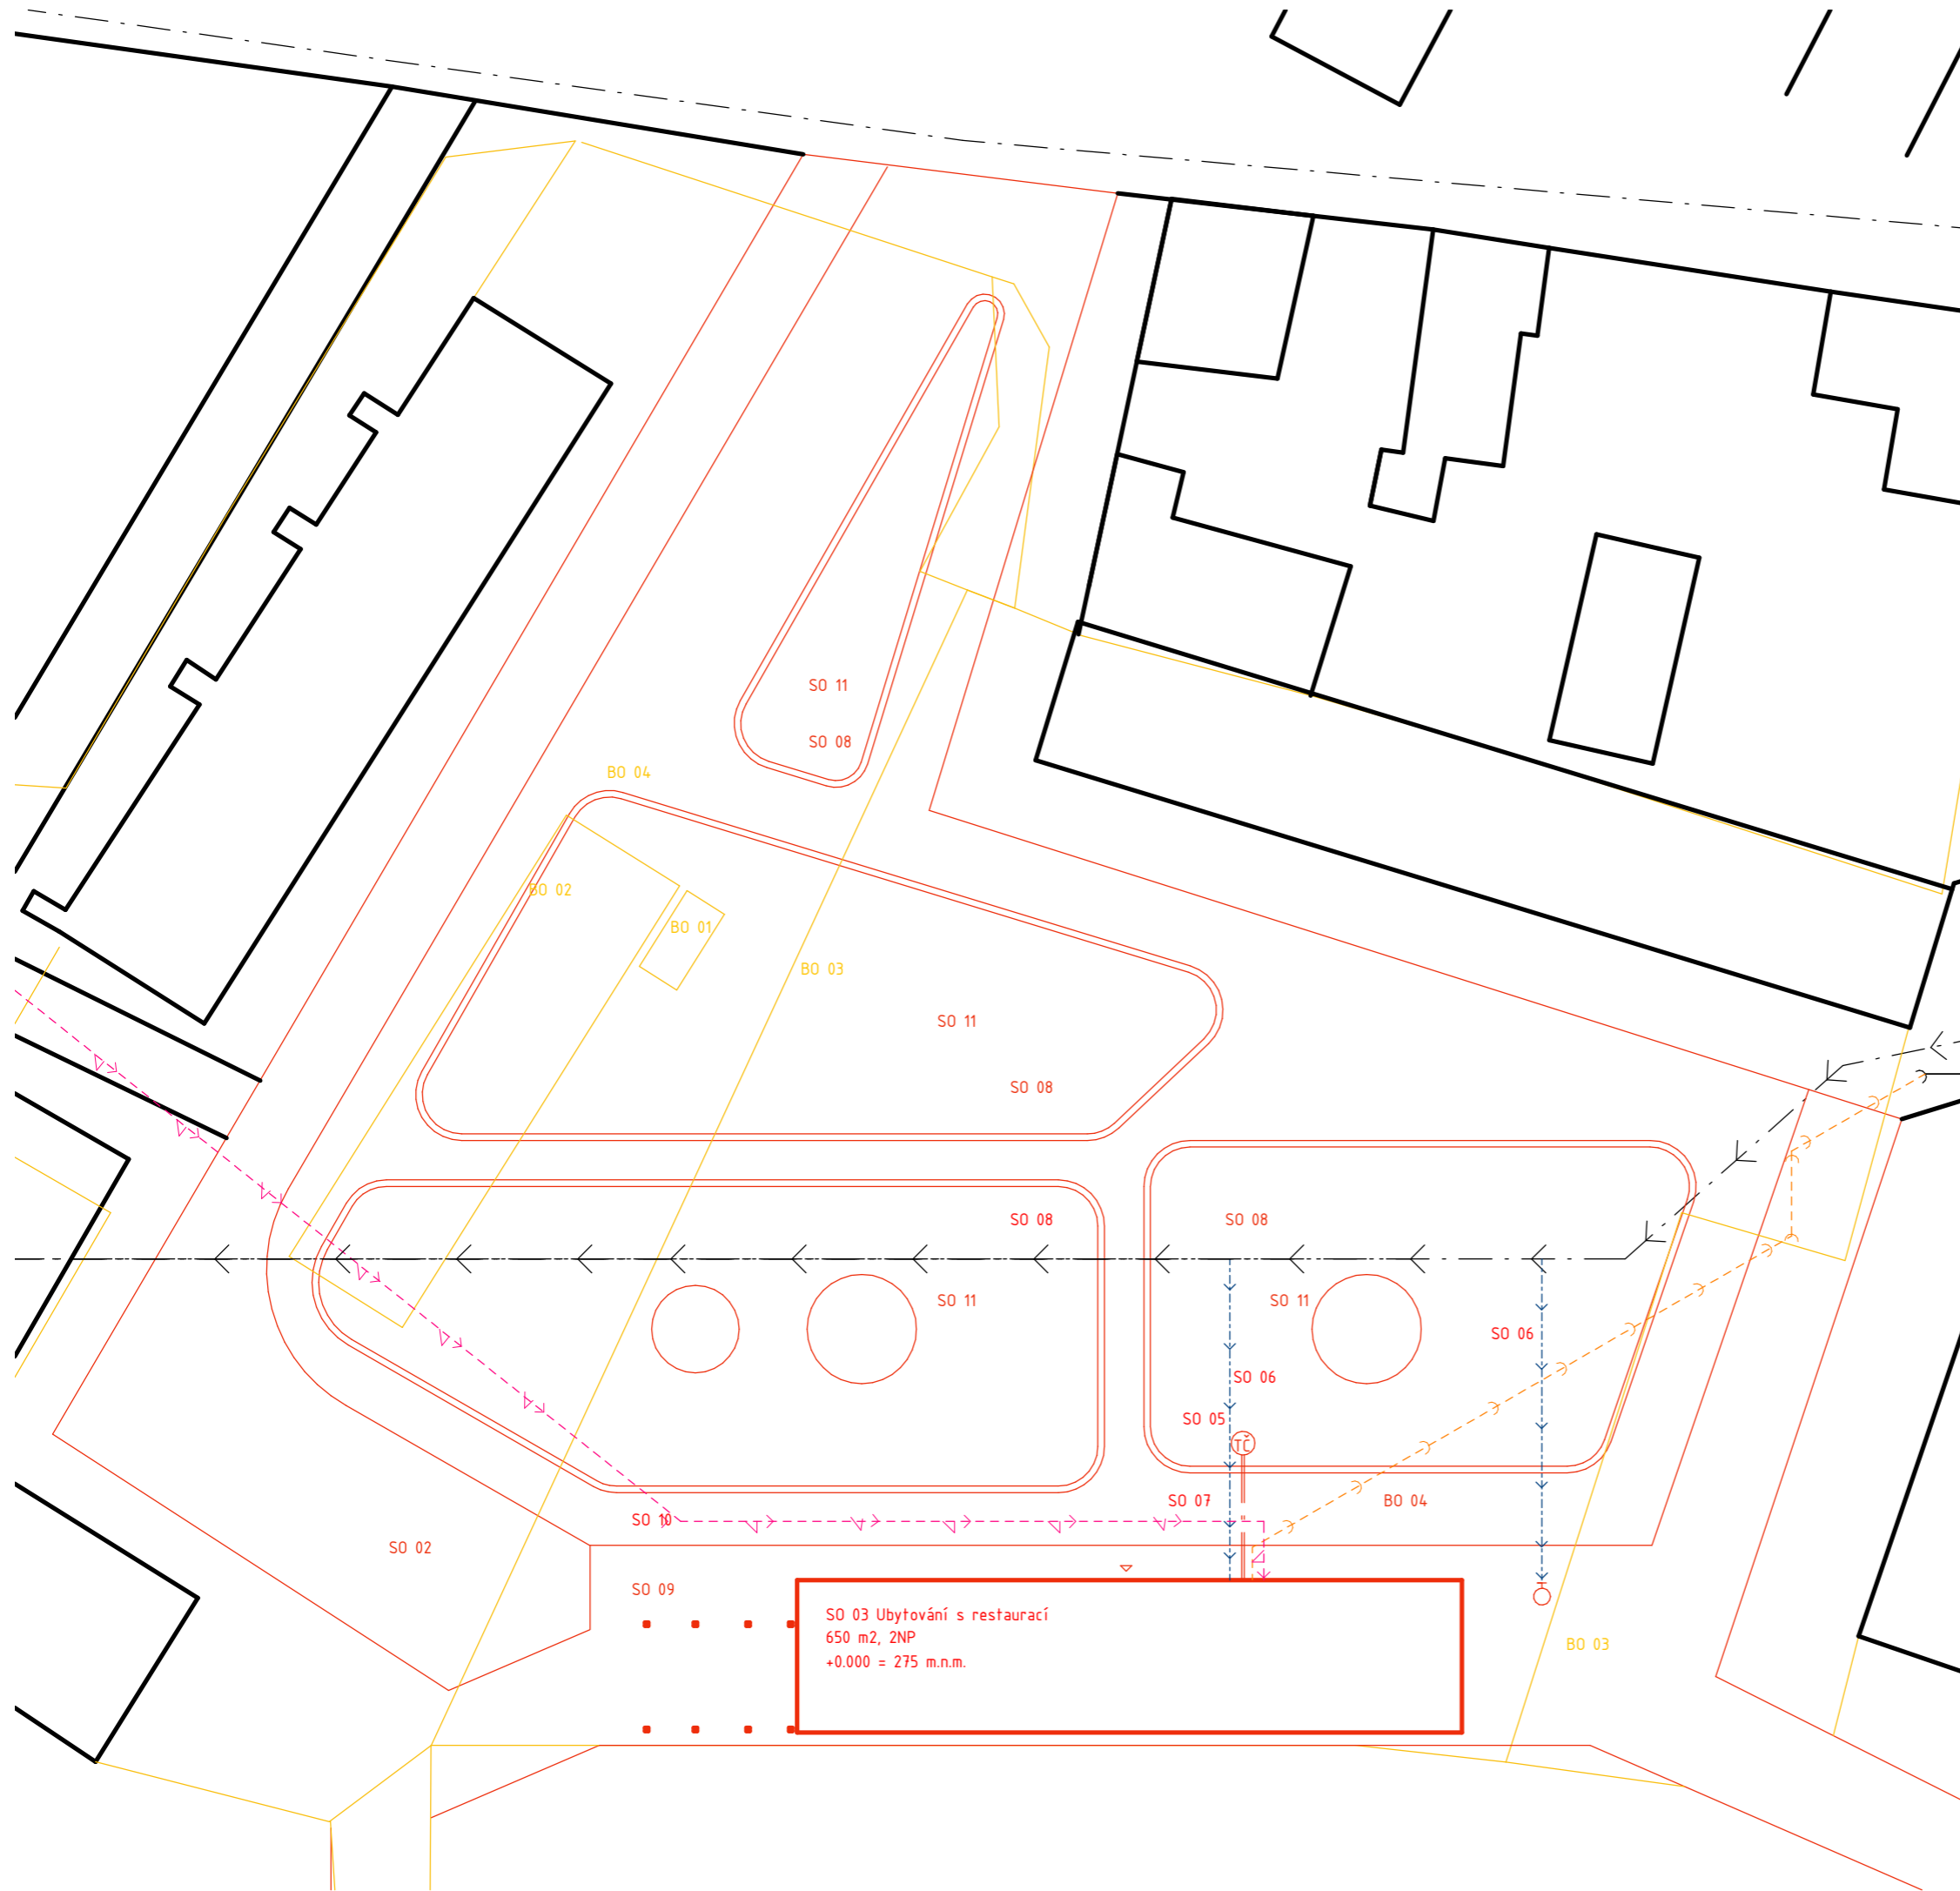 SO 11
SO 08
BO 04
BO 02
BO 01
BO 03
SO 11
SO 08
SO 08
SO 08
SO 11
SO 11
SO 06
SO 06
SO 05
TČ
SO 07
BO 04
SO 10
SO 02
SO 09
SO 03 Ubytování s restaurací
650 m2, 2NP
+0.000 = 275 m.n.m.
BO 03